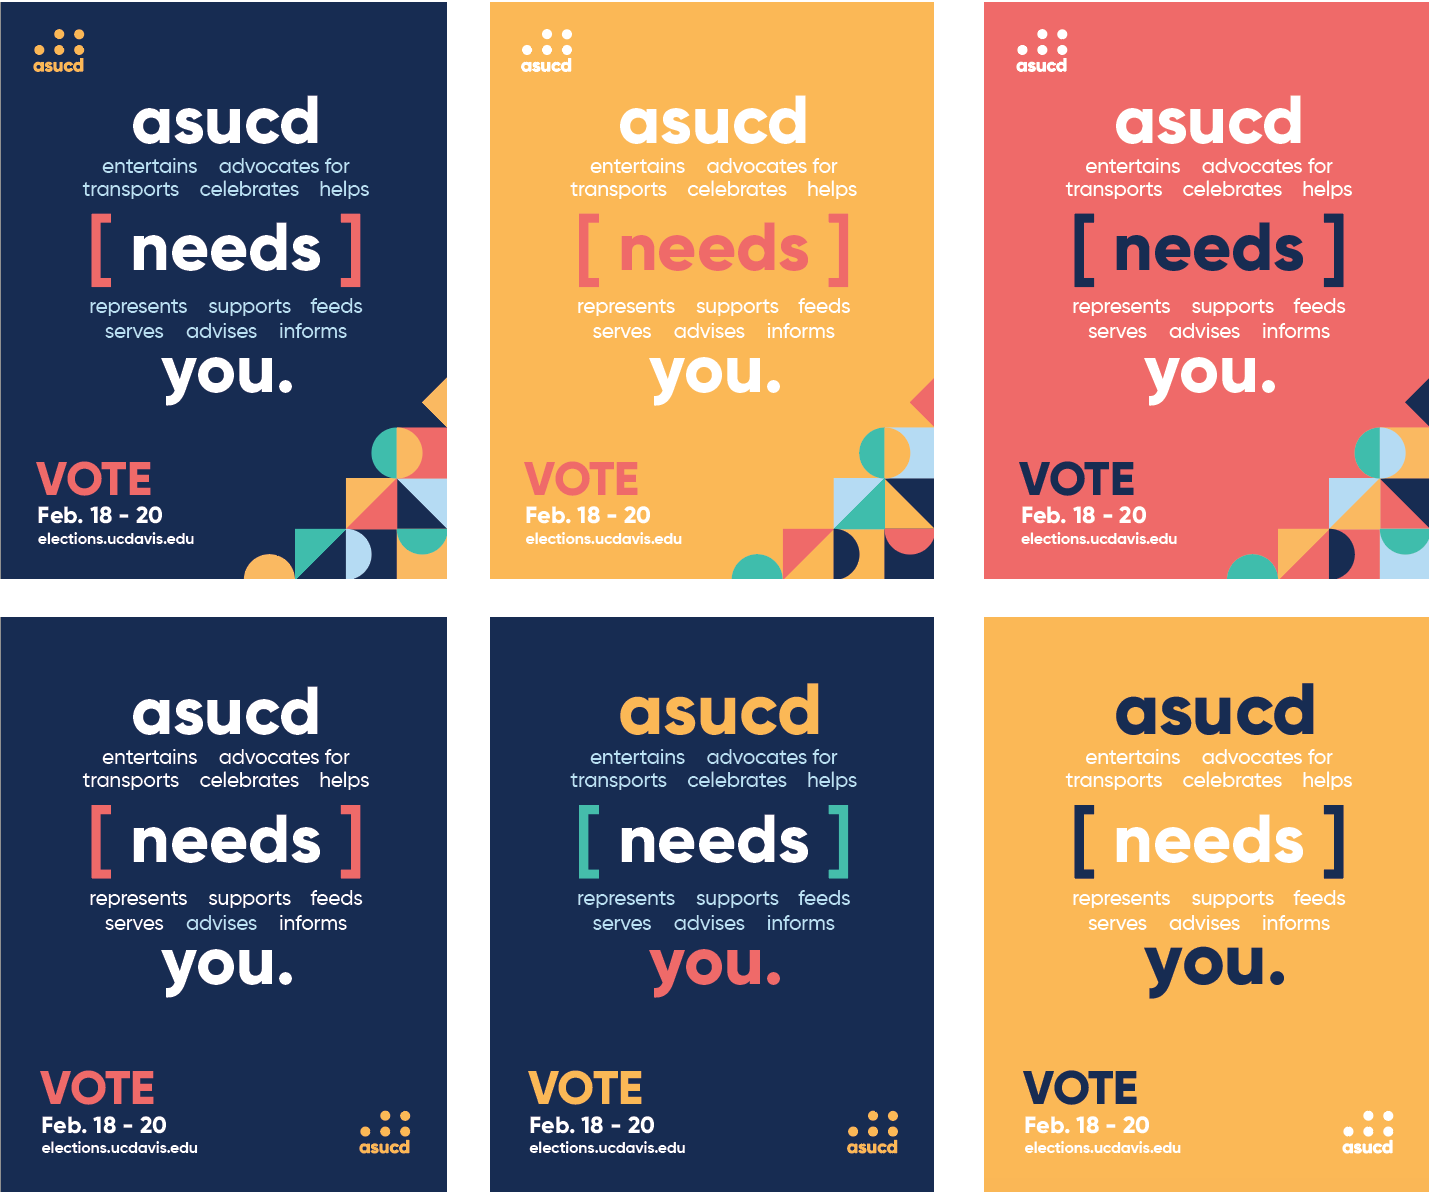 asucd
asucd
entertains advocates for
transports celebrates helps
[ needs ]
represents supports feeds
serves advises informs
you.
VOTE
Feb. 18 - 20
elections.ucdavis.edu
asucd
asucd
entertains advocates for
transports celebrates helps
[ needs ]
represents supports feeds
serves advises informs
you.
VOTE
Feb. 18 - 20
elections.ucdavis.edu
asucd
asucd
entertains advocates for
transports celebrates helps
[ needs ]
represents supports feeds
serves advises informs
you.
VOTE
Feb. 18 - 20
elections.ucdavis.edu
asucd
entertains advocates for
transports celebrates helps
[ needs ]
represents supports feeds
serves advises informs
you.
VOTE
Feb. 18 - 20
elections.ucdavis.edu
asucd
asucd
entertains advocates for
transports celebrates helps
[ needs ]
represents supports feeds
serves advises informs
you.
VOTE
Feb. 18 - 20
elections.ucdavis.edu
asucd
asucd
entertains advocates for
transports celebrates helps
[ needs ]
represents supports feeds
serves advises informs
you.
VOTE
Feb. 18 - 20
elections.ucdavis.edu
asucd